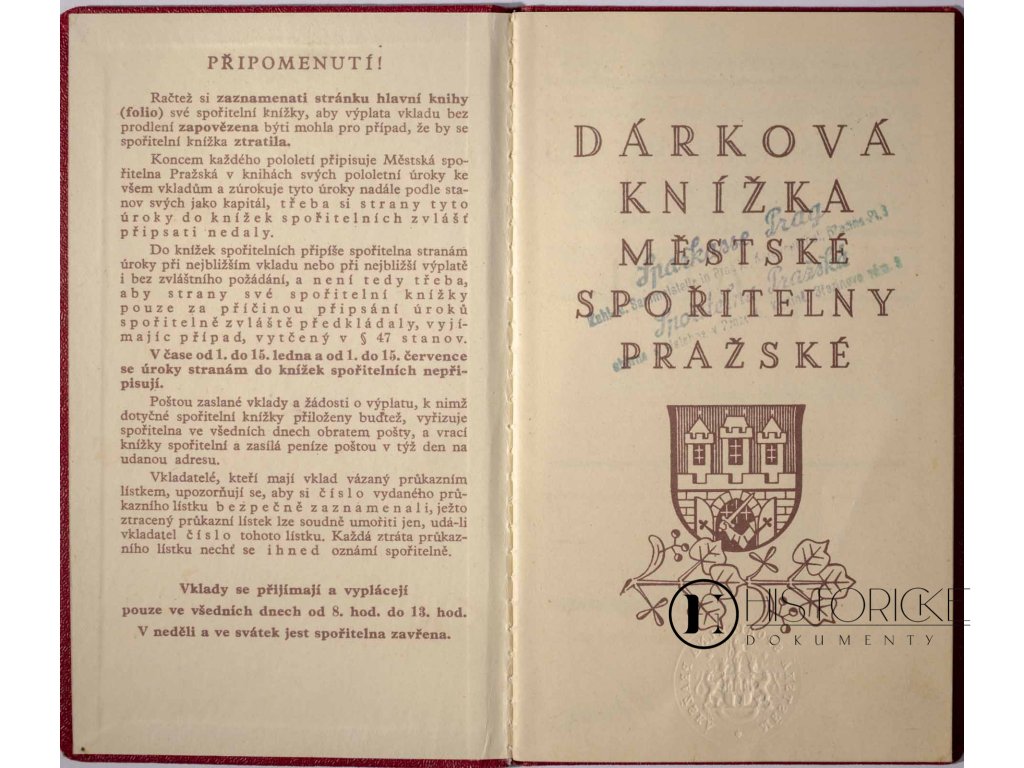 PŘIPOMENUTÍ!
Račtež si zaznamenati stránku hlavní knihy
(folio) své spořitelní knížky, aby výplata vkladu bez
prodlení zapovězena býti mohla pro případ, že by se
spořitelní knížka ztratila.
Koncem každého pololetí připisuje Městská spo-
řitelna Pražská v knihách svých pololetní úroky ke
všem vkladům a zúrokuje tyto úroky nadále podle sta-
nov svých jako kapitál, třeba si strany tyto
úroky do knížek spořitelních zvlášť
připsati nedaly.
Do knížek spořitelních připíše spořitelna stranám
úroky při nejbližším vkladu nebo při nejbližší výplatě
i bez zvláštního požádání, a není tedy třeba,
aby strany své spořitelní knížky
pouze za příčinou připsání úroků
spořitelně zvláště předkládaly, vyjí-
majíc případ, vytčený v § 47 stanov.
V čase od 1. do 15. ledna a od 1. do 15. července
se úroky stranám do knížek spořitelních nepři-
pisují.
Poštou zaslané vklady a žádosti o výplatu, k nimž
dotyčné spořitelní knížky přiloženy buďtež, vyřizuje
spořitelna ve všedních dnech obratem pošty, a vrací
knížky spořitelní a zasílá peníze poštou v týž den na
udanou adresu.
Vkladatelé, kteří mají vklad vázaný průkazním
lístkem, upozorňují se, aby si číslo vydaného prů-
kazního lístku bezpečně zaznamenali, ježto
ztracený průkazní lístek lze soudně umořiti jen, udá-li
vkladatel číslo tohoto lístku. Každá ztráta průkaz-
ního lístku nechť se ihned oznámí spořitelně.
Vklady se přijímají a vyplácejí
pouze ve všedních dnech od 8. hod. do 13. hod.
V neděli a ve svátek jest spořitelna zavřena.
DÁRKOVÁ
KNÍŽKA
MĚSTSKÉ
SPOŘITELNY
PRAŽSKÉ
Sparkasse Prag
Spořitelna Pražská
HISTORICKÉ
DOKUMENTY